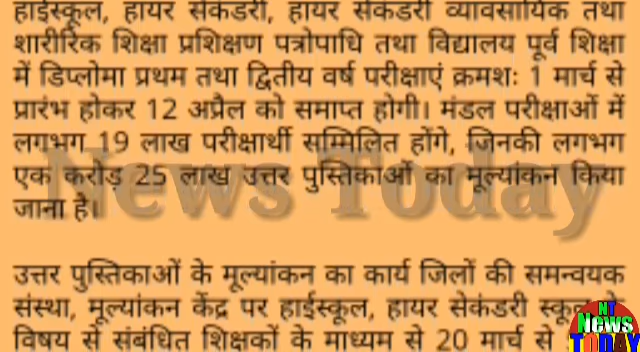 हाईस्कूल, हायर सेकंडरी, हायर सेकंडरी व्यावसायिक तथा
शारीरिक शिक्षा प्रशिक्षण पत्रोपाधि तथा विद्यालय पूर्व शिक्षा
में डिप्लोमा प्रथम तथा द्वितीय वर्ष परीक्षाएं क्रमशः 1 मार्च से
प्रारंभ होकर 12 अप्रैल को समाप्त होगी। मंडल परीक्षाओं में
लगभग 19 लाख परीक्षार्थी सम्मिलित होंगे, जिनकी लगभग
एक करोड़ 25 लाख उत्तर पुस्तिकाओं का मूल्यांकन किया
जाना है।
News Today
उत्तर पुस्तिकाओं के मूल्यांकन का कार्य जिलों की समन्वयक
संस्था, मूल्यांकन केंद्र पर हाईस्कूल, हायर सेकंडरी स्कूल के
विषय से संबंधित शिक्षकों के माध्यम से 20 मार्च से
NT
News
TODAY